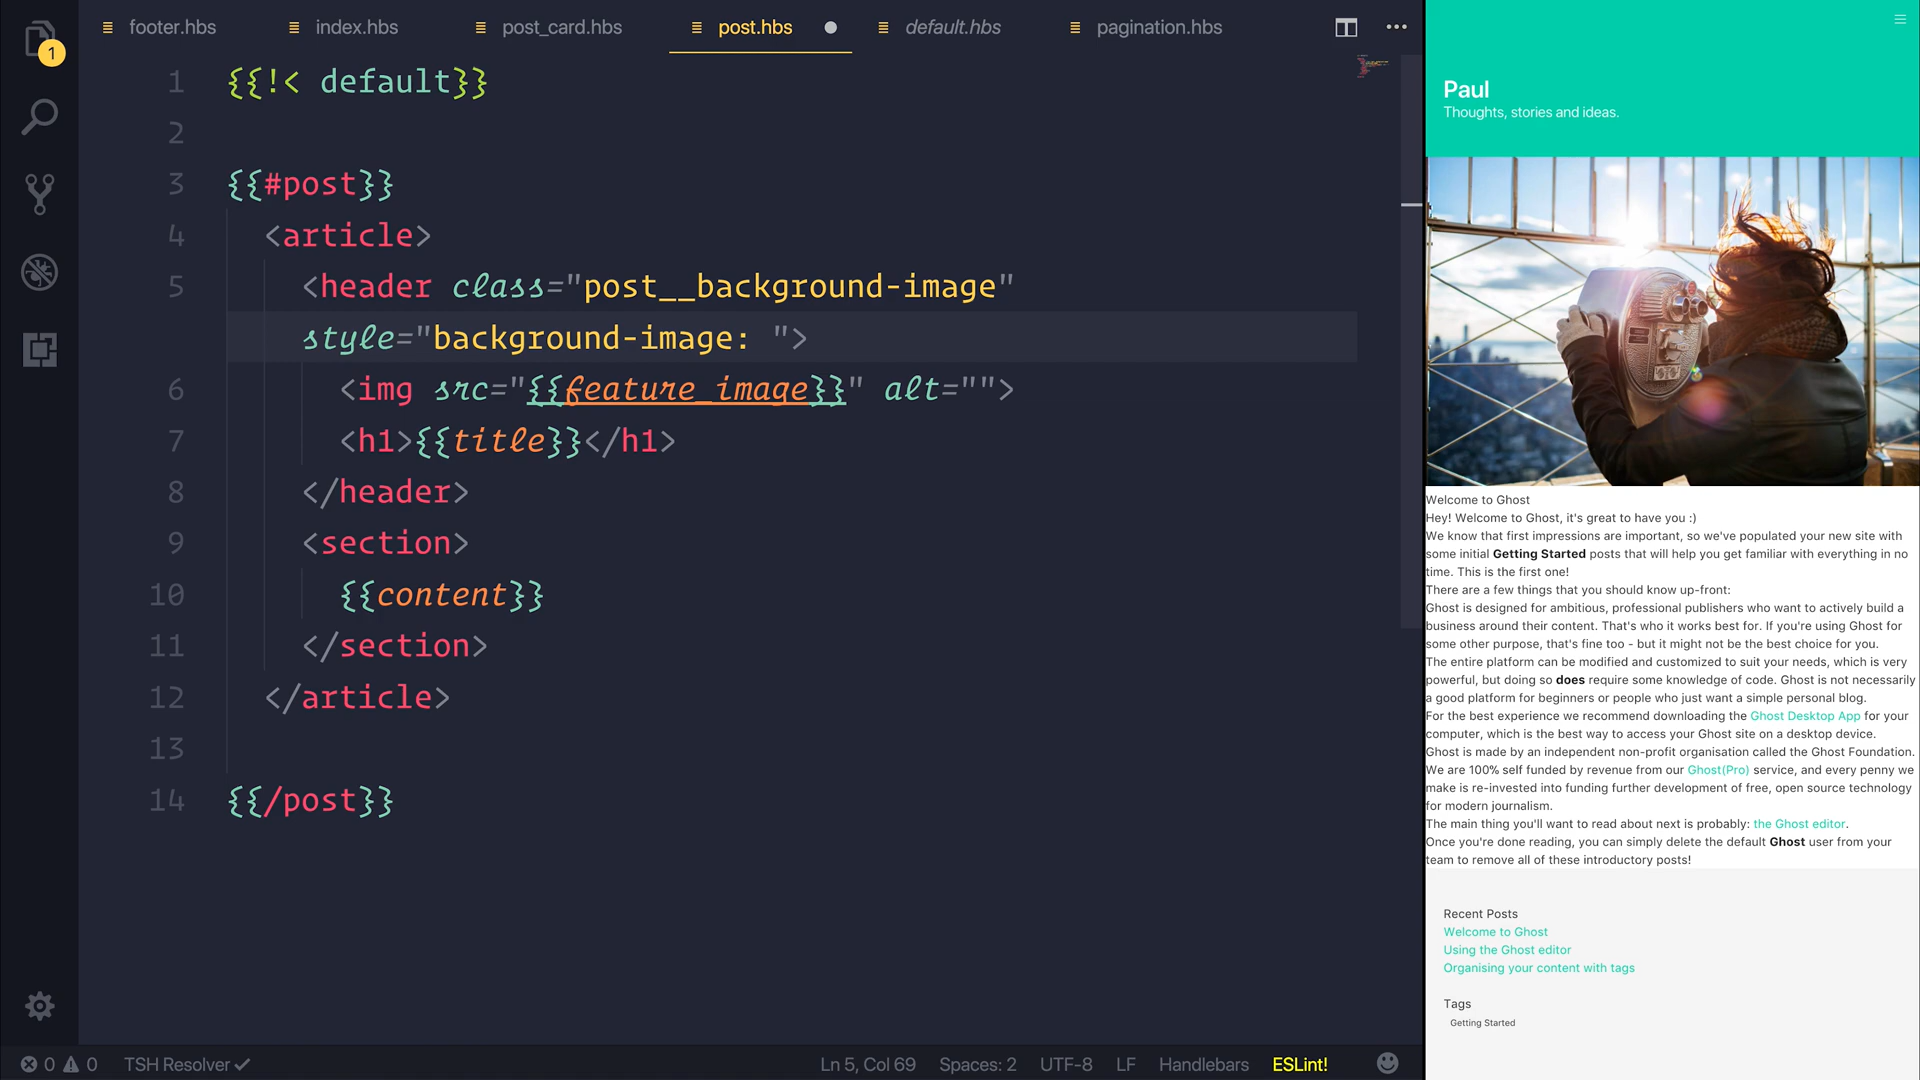 footer.hbs
index.hbs
post_card.hbs
post.hbs
default.hbs
pagination.hbs
1
1 {{!< default}}
2
3 {{#post}}
4 <article>
5 <header class="post__background-image"
style="background-image: ">
6 <img src="{{feature_image}}" alt="">
7 <h1>{{title}}</h1>
8 </header>
9 <section>
10 {{content}}
11 </section>
12 </article>
13
14 {{/post}}
0 0 TSH Resolver Ln 5, Col 69 Spaces: 2 UTF-8 LF Handlebars ESLint!
Paul
Thoughts, stories and ideas.
Welcome to Ghost
Hey! Welcome to Ghost, it's great to have you :)
We know that first impressions are important, so we've populated your new site with
some initial Getting Started posts that will help you get familiar with everything in no
time. This is the first one!
There are a few things that you should know up-front:
Ghost is designed for ambitious, professional publishers who want to actively build a
business around their content. That's who it works best for. If you're using Ghost for
some other purpose, that's fine too - but it might not be the best choice for you.
The entire platform can be modified and customized to suit your needs, which is very
powerful, but doing so does require some knowledge of code. Ghost is not necessarily
a good platform for beginners or people who just want a simple personal blog.
For the best experience we recommend downloading the Ghost Desktop App for your
computer, which is the best way to access your Ghost site on a desktop device.
Ghost is made by an independent non-profit organisation called the Ghost Foundation.
We are 100% self funded by revenue from our Ghost(Pro) service, and every penny we
make is re-invested into funding further development of free, open source technology
for modern journalism.
The main thing you'll want to read about next is probably: the Ghost editor.
Once you're done reading, you can simply delete the default Ghost user from your
team to remove all of these introductory posts!
Recent Posts
Welcome to Ghost
Using the Ghost editor
Organising your content with tags
Tags
Getting Started